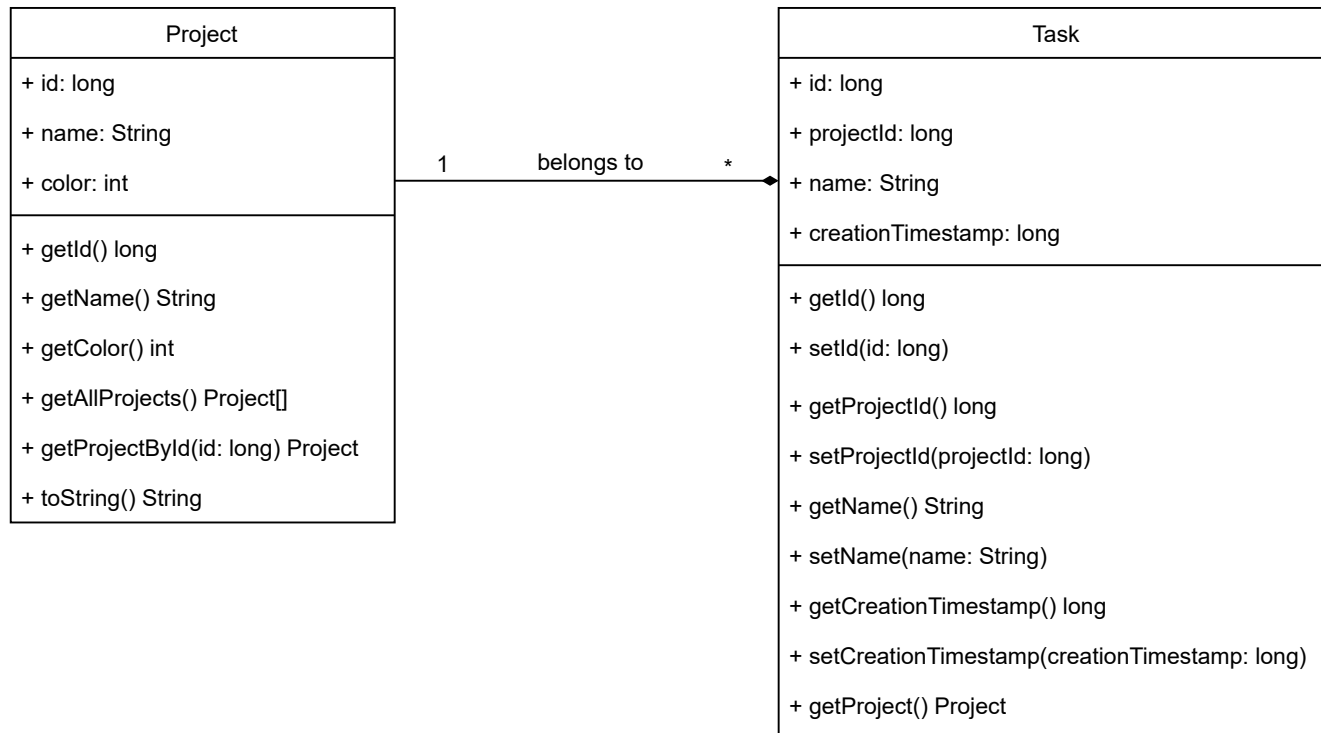 Project
+ id: long
+ name: String
+ color: int
+ getId() long
+ getName() String
+ getColor() int
+ getAllProjects() Project[]
+ getProjectById(id: long) Project
+ toString() String
1 belongs to *
Task
+ id: long
+ projectId: long
+ name: String
+ creationTimestamp: long
+ getId() long
+ setId(id: long)
+ getProjectId() long
+ setProjectId(projectId: long)
+ getName() String
+ setName(name: String)
+ getCreationTimestamp() long
+ setCreationTimestamp(creationTimestamp: long)
+ getProject() Project